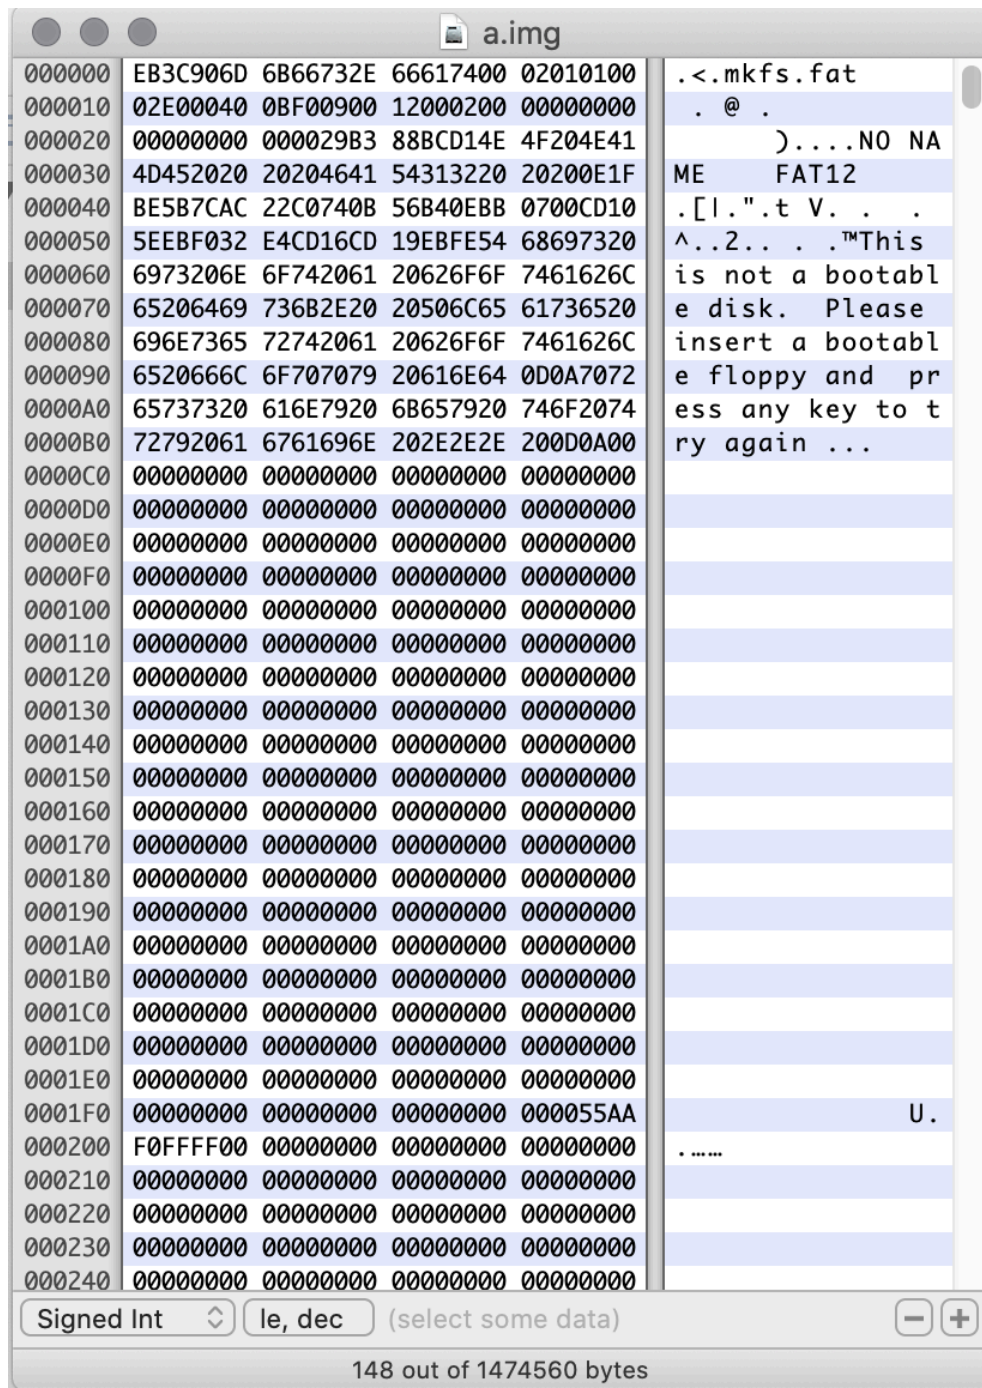 a.img
000000 EB3C906D 6B66732E 66617400 02010100 .<.mkfs.fat
000010 02E00040 0BF00900 12000200 00000000 . @ .
000020 00000000 000029B3 88BCD14E 4F204E41 )....NO NA
000030 4D452020 20204641 54313220 20200E1F ME FAT12
000040 BE5B7CAC 22C0740B 56B40EBB 0700CD10 .[|.".t V. . .
000050 5EEBF032 E4CD16CD 19EBFE54 68697320 ^..2.. . .™This
000060 6973206E 6F742061 20626F6F 7461626C is not a bootabl
000070 65206469 736B2E20 20506C65 61736520 e disk. Please
000080 696E7365 72742061 20626F6F 7461626C insert a bootabl
000090 6520666C 6F707079 20616E64 0D0A7072 e floppy and pr
0000A0 65737320 616E7920 6B657920 746F2074 ess any key to t
0000B0 72792061 6761696E 202E2E2E 200D0A00 ry again ...
0000C0 00000000 00000000 00000000 00000000
0000D0 00000000 00000000 00000000 00000000
0000E0 00000000 00000000 00000000 00000000
0000F0 00000000 00000000 00000000 00000000
000100 00000000 00000000 00000000 00000000
000110 00000000 00000000 00000000 00000000
000120 00000000 00000000 00000000 00000000
000130 00000000 00000000 00000000 00000000
000140 00000000 00000000 00000000 00000000
000150 00000000 00000000 00000000 00000000
000160 00000000 00000000 00000000 00000000
000170 00000000 00000000 00000000 00000000
000180 00000000 00000000 00000000 00000000
000190 00000000 00000000 00000000 00000000
0001A0 00000000 00000000 00000000 00000000
0001B0 00000000 00000000 00000000 00000000
0001C0 00000000 00000000 00000000 00000000
0001D0 00000000 00000000 00000000 00000000
0001E0 00000000 00000000 00000000 00000000
0001F0 00000000 00000000 00000000 000055AA U.
000200 F0FFFF00 00000000 00000000 00000000 .……
000210 00000000 00000000 00000000 00000000
000220 00000000 00000000 00000000 00000000
000230 00000000 00000000 00000000 00000000
000240 00000000 00000000 00000000 00000000
Signed Int le, dec (select some data)
148 out of 1474560 bytes